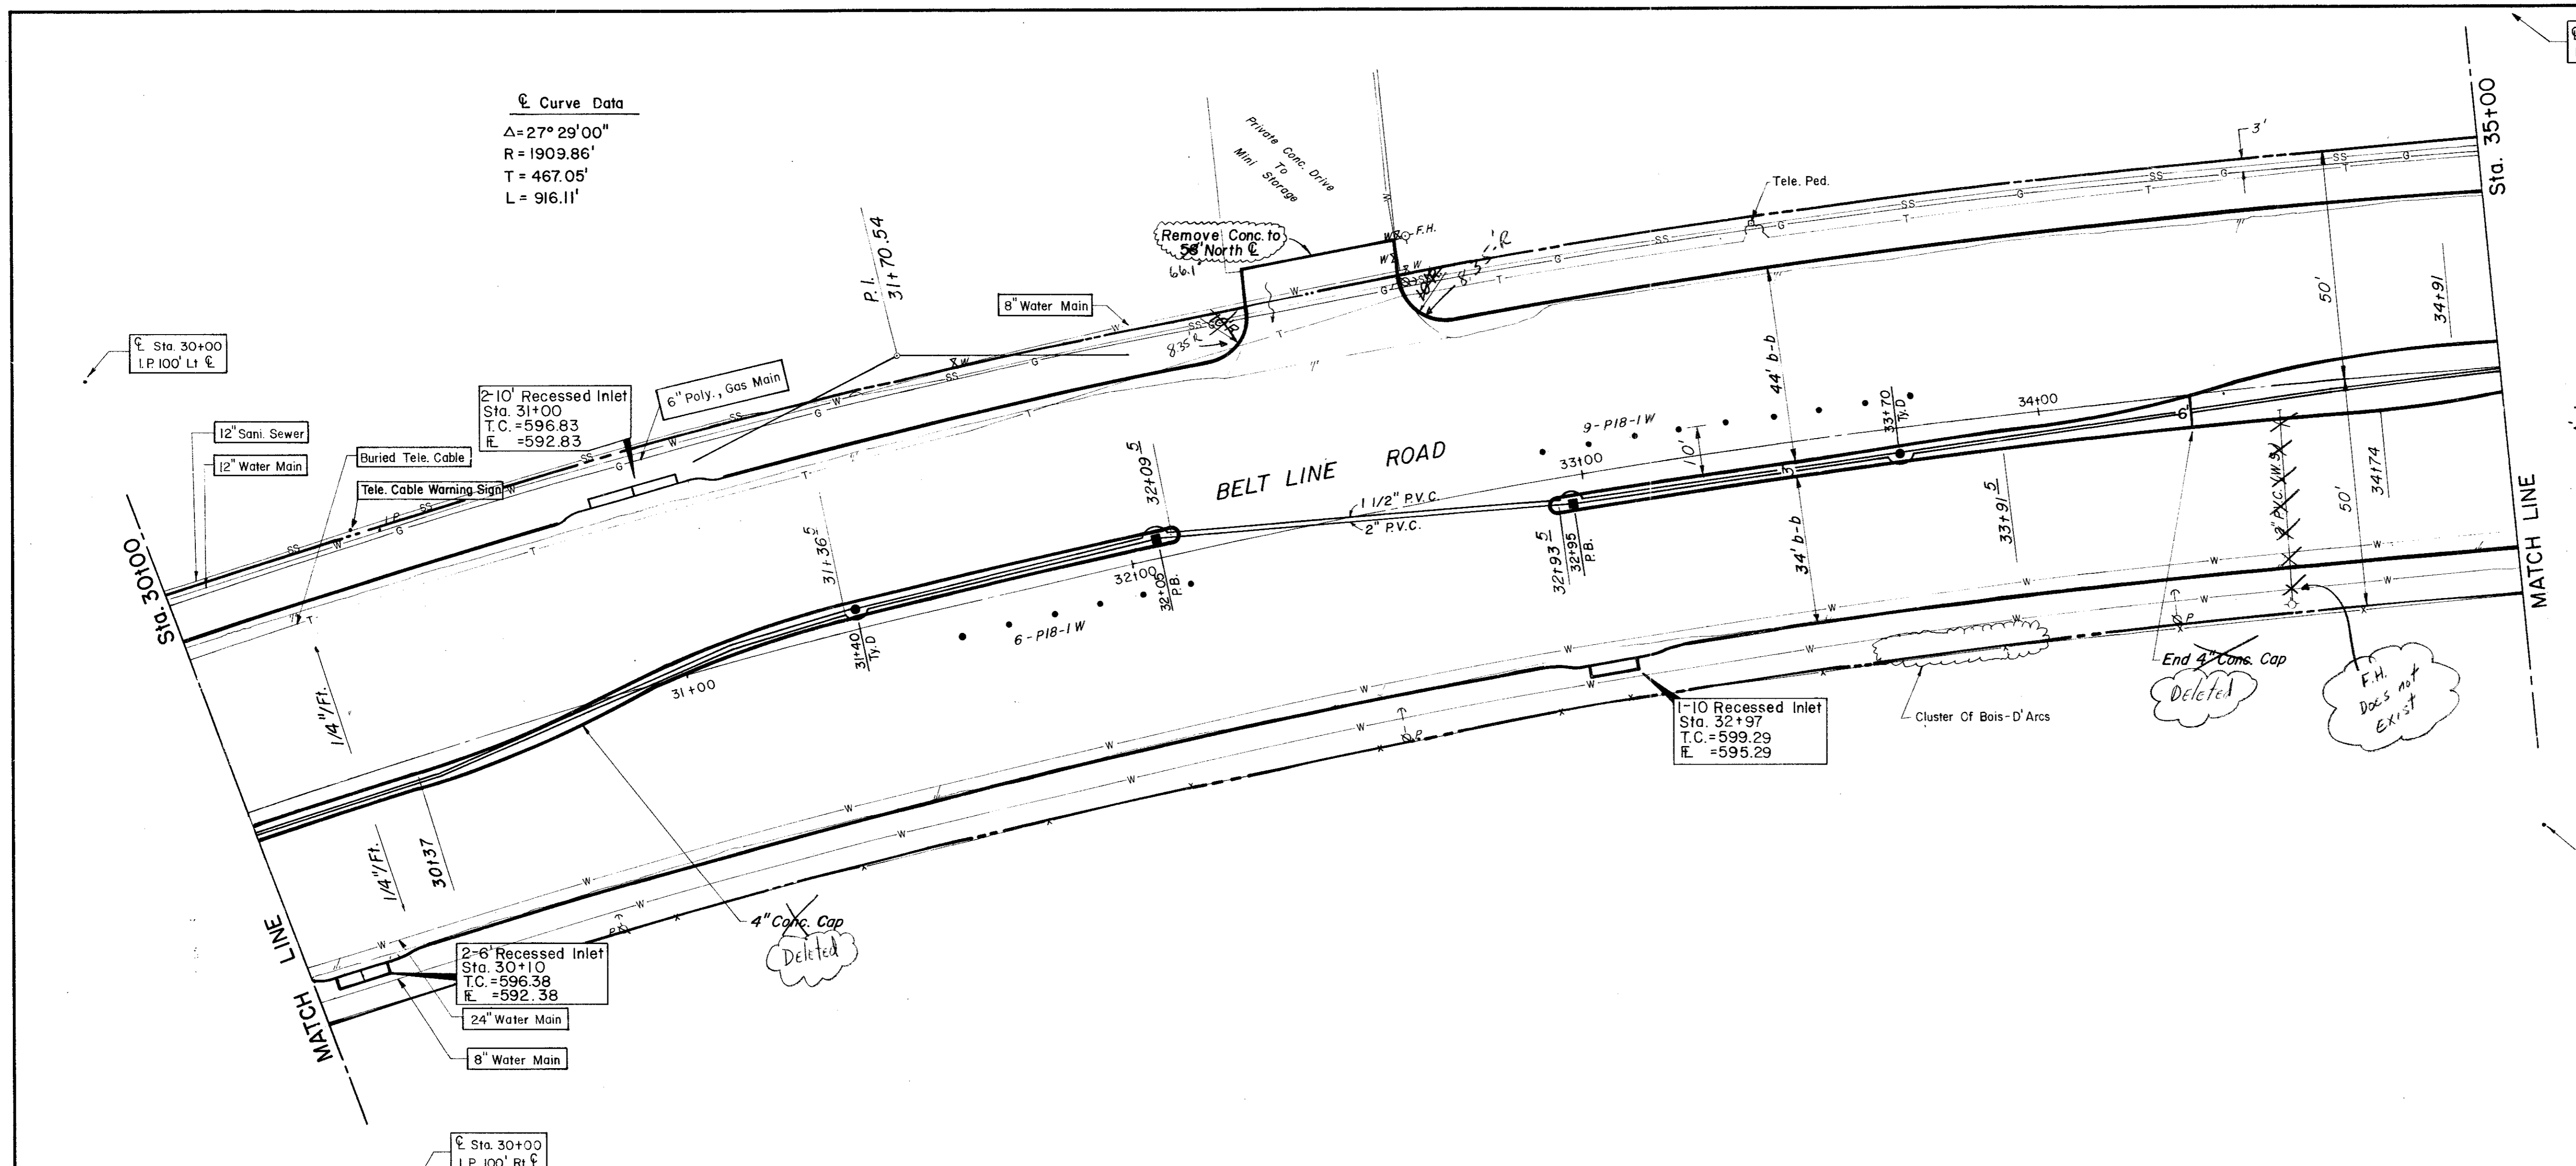 ℄ Curve Data
Δ=27° 29'00"
R = 1909.86'
T = 467.05'
L = 916.11'
P. I.
31+70.54
Private Conc. Drive
To
Mini Storage
Remove Conc. to
58' North ℄
66.1'
F.H.
8.35' R
Tele. Ped.
3'
Sta. 35+00
8" Water Main
8.35' R
℄ Sta. 30+00
I.P. 100' Lt ℄
2-10' Recessed Inlet
Sta. 31+00
T.C. = 596.83
FL = 592.83
6" Poly., Gas Main
12" Sani. Sewer
12" Water Main
Buried Tele. Cable
Tele. Cable Warning Sign
Sta. 30+00
31+36 5
32+09 5
BELT LINE ROAD
1 1/2" P.V.C.
2" P.V.C.
9-P18-1W
33+00
10'
44' b-b
33+70
Ty. D
34+00
3'
6'
50'
34+91
31+40
Ty. D
32+00
32+05
P.B.
6-P18-1W
32+93 5
32+95
P.B.
34' b-b
33+91 5
2" P.V.C. W.S.
50'
34+74
MATCH LINE
31+00
1/4"/Ft.
1/4"/Ft.
30+37
4" Conc. Cap
Deleted
1-10 Recessed Inlet
Sta. 32+97
T.C. = 599.29
FL = 595.29
Cluster Of Bois-D'Arcs
End 4" Conc. Cap
Deleted
F.H.
Does not
Exist
MATCH LINE
2-6' Recessed Inlet
Sta. 30+10
T.C. = 596.38
FL = 592.38
24" Water Main
8" Water Main
℄ Sta. 30+00
I.P. 100' Rt ℄